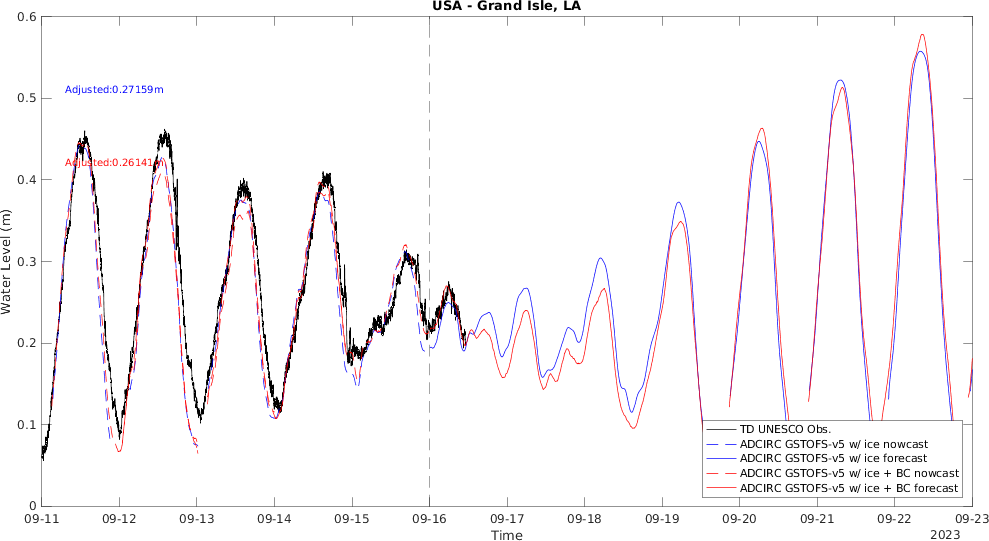 USA - Grand Isle, LA
0.6
0.5
0.4
0.3
0.2
0.1
0
Water Level (m)
Adjusted:0.27159m
Adjusted:0.26141
TD UNESCO Obs.
ADCIRC GSTOFS-v5 w/ ice nowcast
ADCIRC GSTOFS-v5 w/ ice forecast
ADCIRC GSTOFS-v5 w/ ice + BC nowcast
ADCIRC GSTOFS-v5 w/ ice + BC forecast
09-11 09-12 09-13 09-14 09-15 09-16 09-17 09-18 09-19 09-20 09-21 09-22 09-23
Time
2023